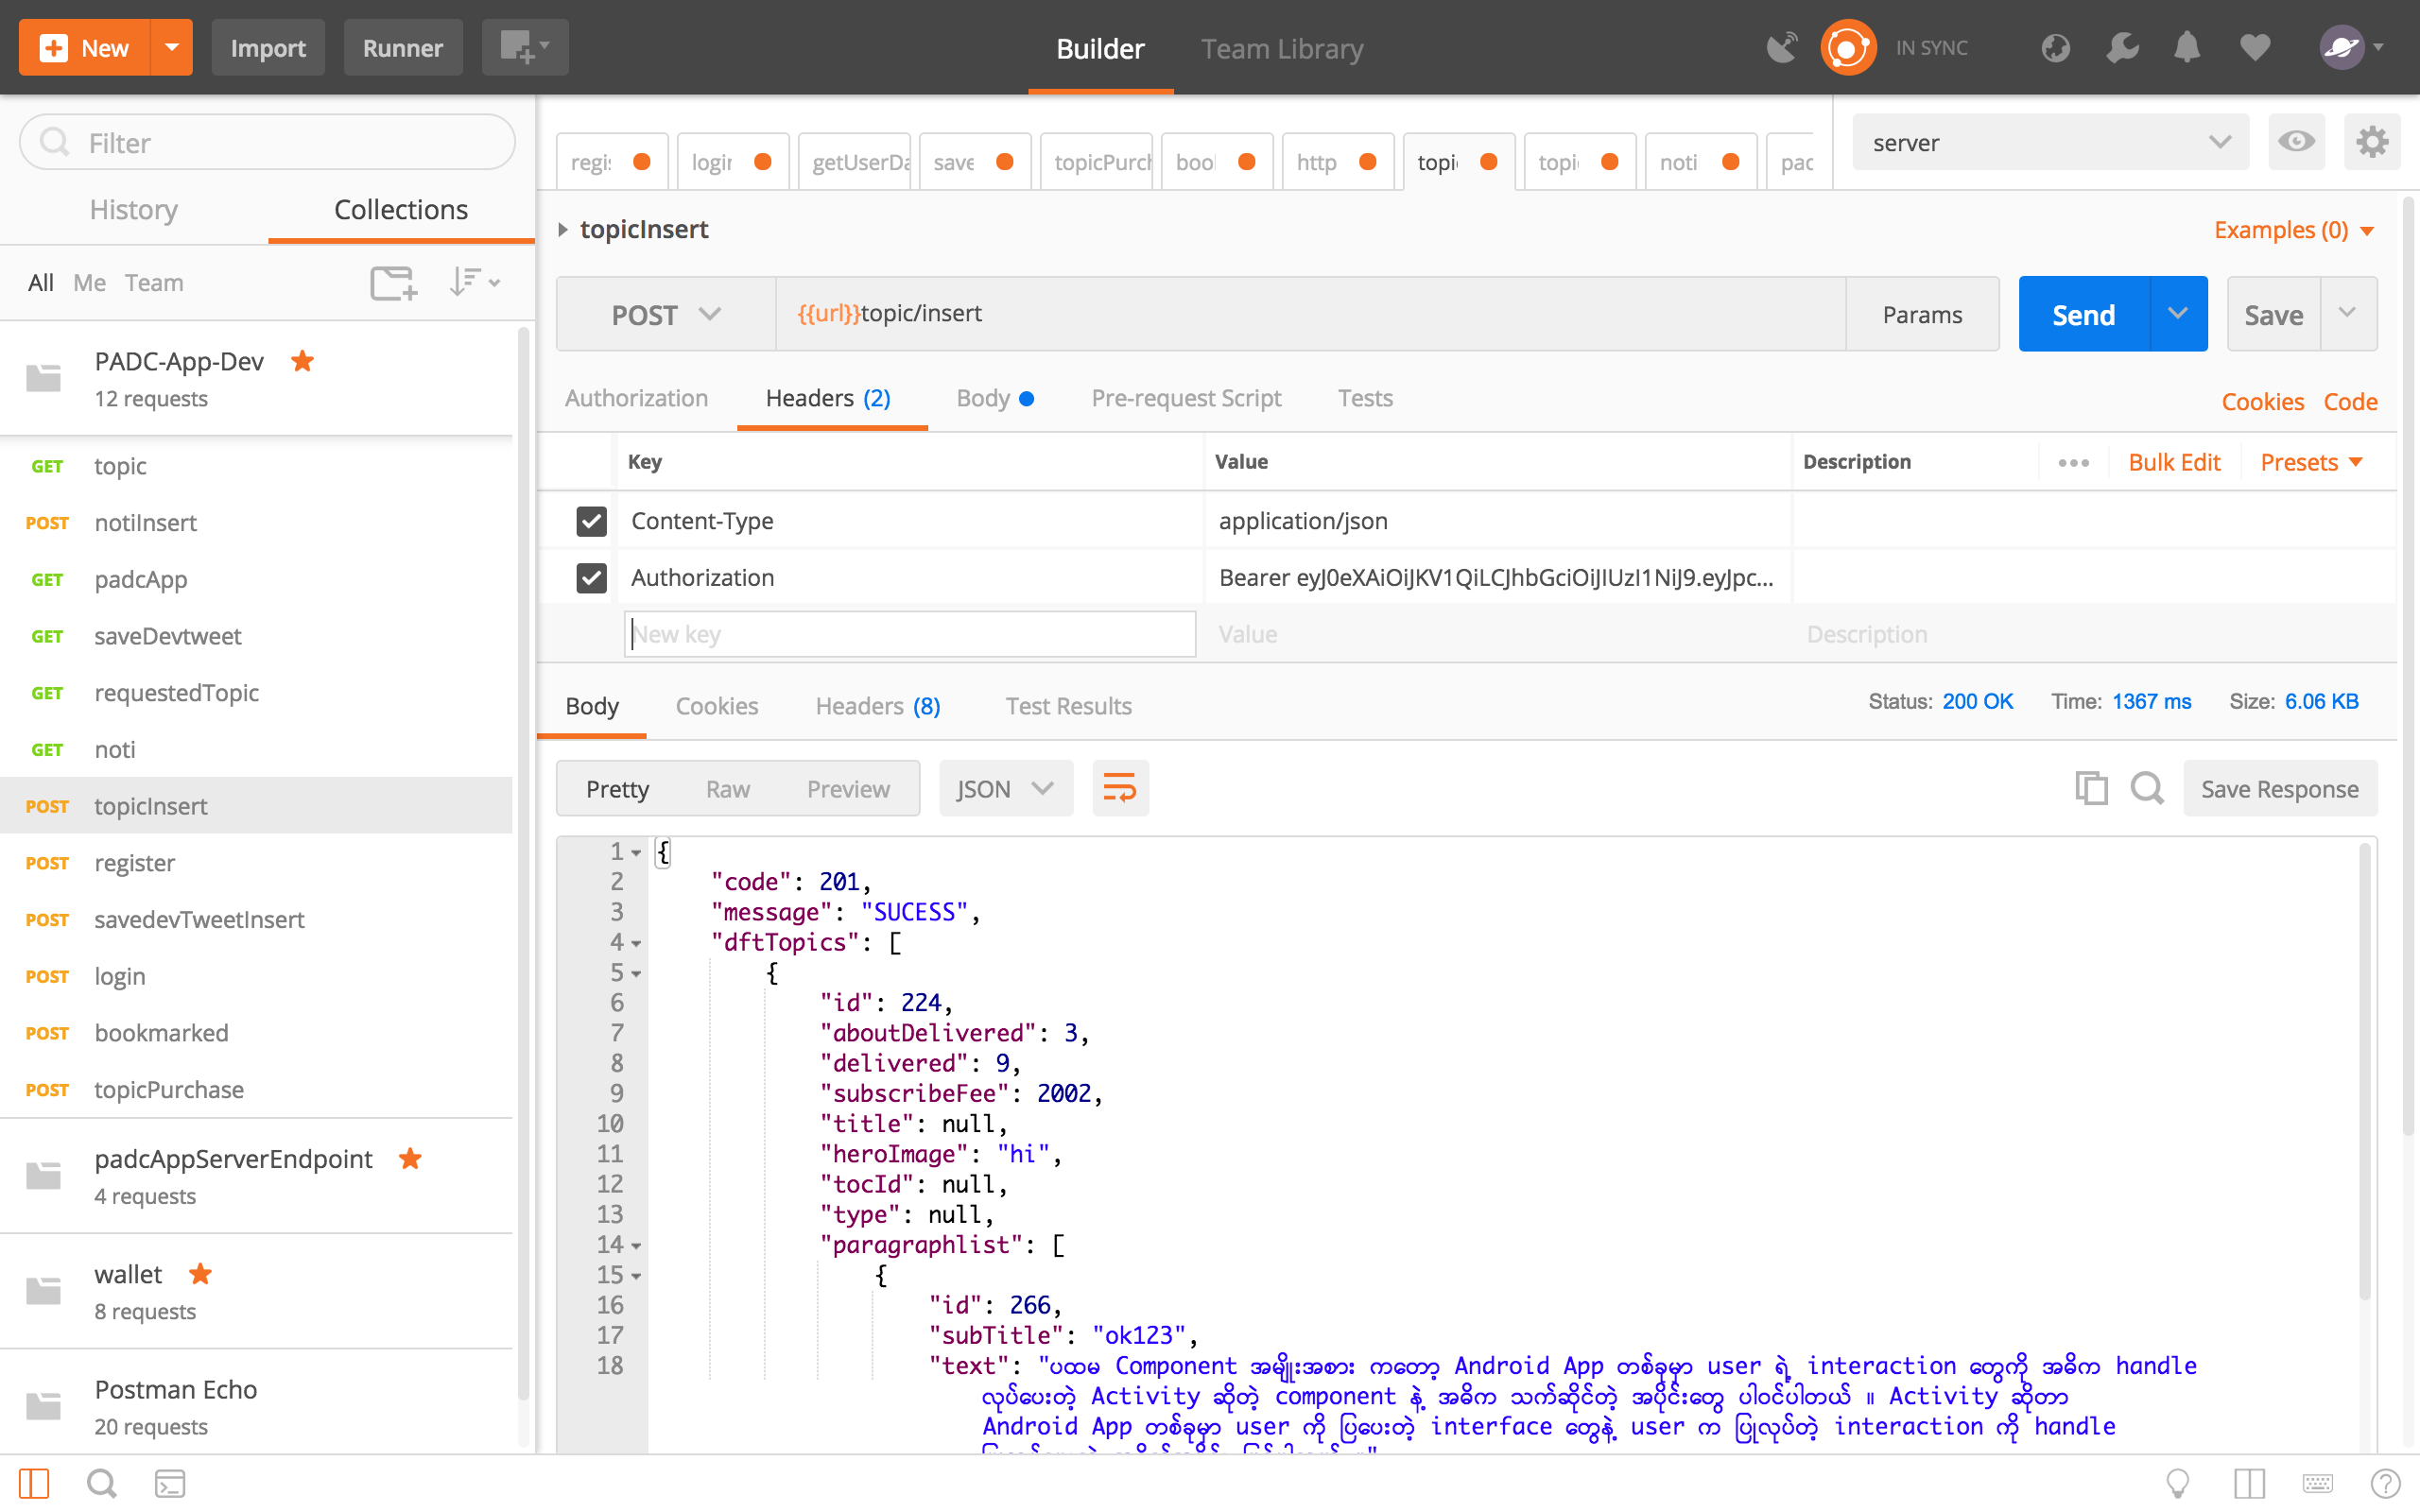 New
Import
Runner
Builder
Team Library
IN SYNC
Filter
History
Collections
All Me Team
PADC-App-Dev
12 requests
GET topic
POST notiInsert
GET padcApp
GET saveDevtweet
GET requestedTopic
GET noti
POST topicInsert
POST register
POST savedevTweetInsert
POST login
POST bookmarked
POST topicPurchase
padcAppServerEndpoint
4 requests
wallet
8 requests
Postman Echo
20 requests
regi login getUserDa save topicPurch boo http topi topi noti pac
server
topicInsert
Examples (0)
POST
{{url}}topic/insert
Params
Send
Save
Authorization Headers (2) Body Pre-request Script Tests
Cookies Code
Key Value Description
Bulk Edit Presets
Content-Type application/json
Authorization Bearer eyJ0eXAiOiJKV1QiLCJhbGciOiJIUzI1NiJ9.eyJpc...
New key Value Description
Body Cookies Headers (8) Test Results
Status: 200 OK Time: 1367 ms Size: 6.06 KB
Pretty Raw Preview JSON
Save Response
1 {
2 "code": 201,
3 "message": "SUCESS",
4 "dftTopics": [
5 {
6 "id": 224,
7 "aboutDelivered": 3,
8 "delivered": 9,
9 "subscribeFee": 2002,
10 "title": null,
11 "heroImage": "hi",
12 "tocId": null,
13 "type": null,
14 "paragraphlist": [
15 {
16 "id": 266,
17 "subTitle": "ok123",
18 "text": "ပထမ Component အမျိုးအစား ကတော့ Android App တစ်ခုမှာ user ရဲ့ interaction တွေကို အဓိက handle
လုပ်ပေးတဲ့ Activity ဆိုတဲ့ component နဲ့ အဓိက သက်ဆိုင်တဲ့ အပိုင်းတွေ ပါဝင်ပါတယ် ။ Activity ဆိုတာ
Android App တစ်ခုမှာ user ကို ပြပေးတဲ့ interface တွေနဲ့ user က ပြုလုပ်တဲ့ interaction ကို handle